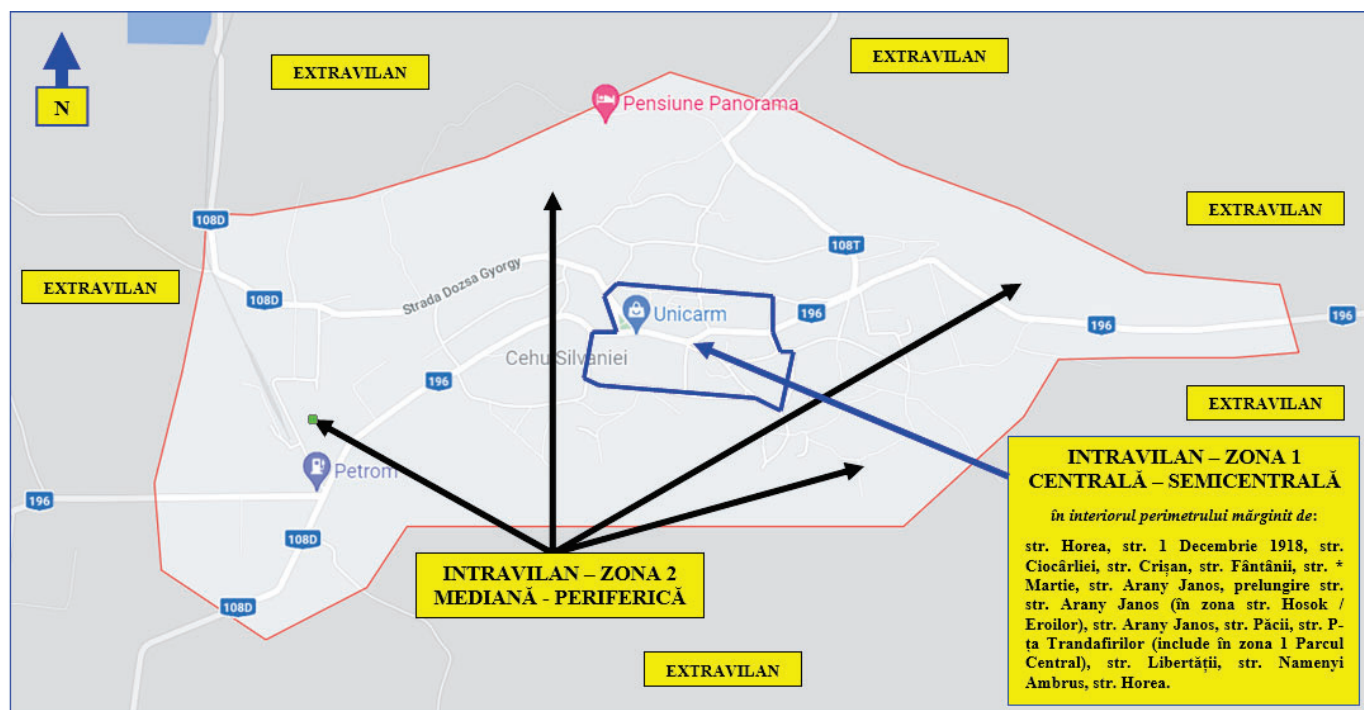 EXTRAVILAN
EXTRAVILAN
N
Pensiune Panorama
EXTRAVILAN
108D
108T
EXTRAVILAN
Strada Dozsa Gyorgy
108D
Unicarm
196
196
196
Cehu Silvaniei
196
EXTRAVILAN
Petrom
196
108D
108D
INTRAVILAN – ZONA 1
CENTRALĂ – SEMICENTRALĂ
în interiorul perimetrului mărginit de:
str. Horea, str. 1 Decembrie 1918, str.
Ciocârliei, str. Crișan, str. Fântânii, str. *
Martie, str. Arany Janos, prelungire str.
str. Arany Janos (în zona str. Hosok /
Eroilor), str. Arany Janos, str. Păcii, str. P-
ța Trandafirilor (include în zona 1 Parcul
Central), str. Libertății, str. Namenyi
Ambrus, str. Horea.
INTRAVILAN – ZONA 2
MEDIANĂ - PERIFERICĂ
EXTRAVILAN